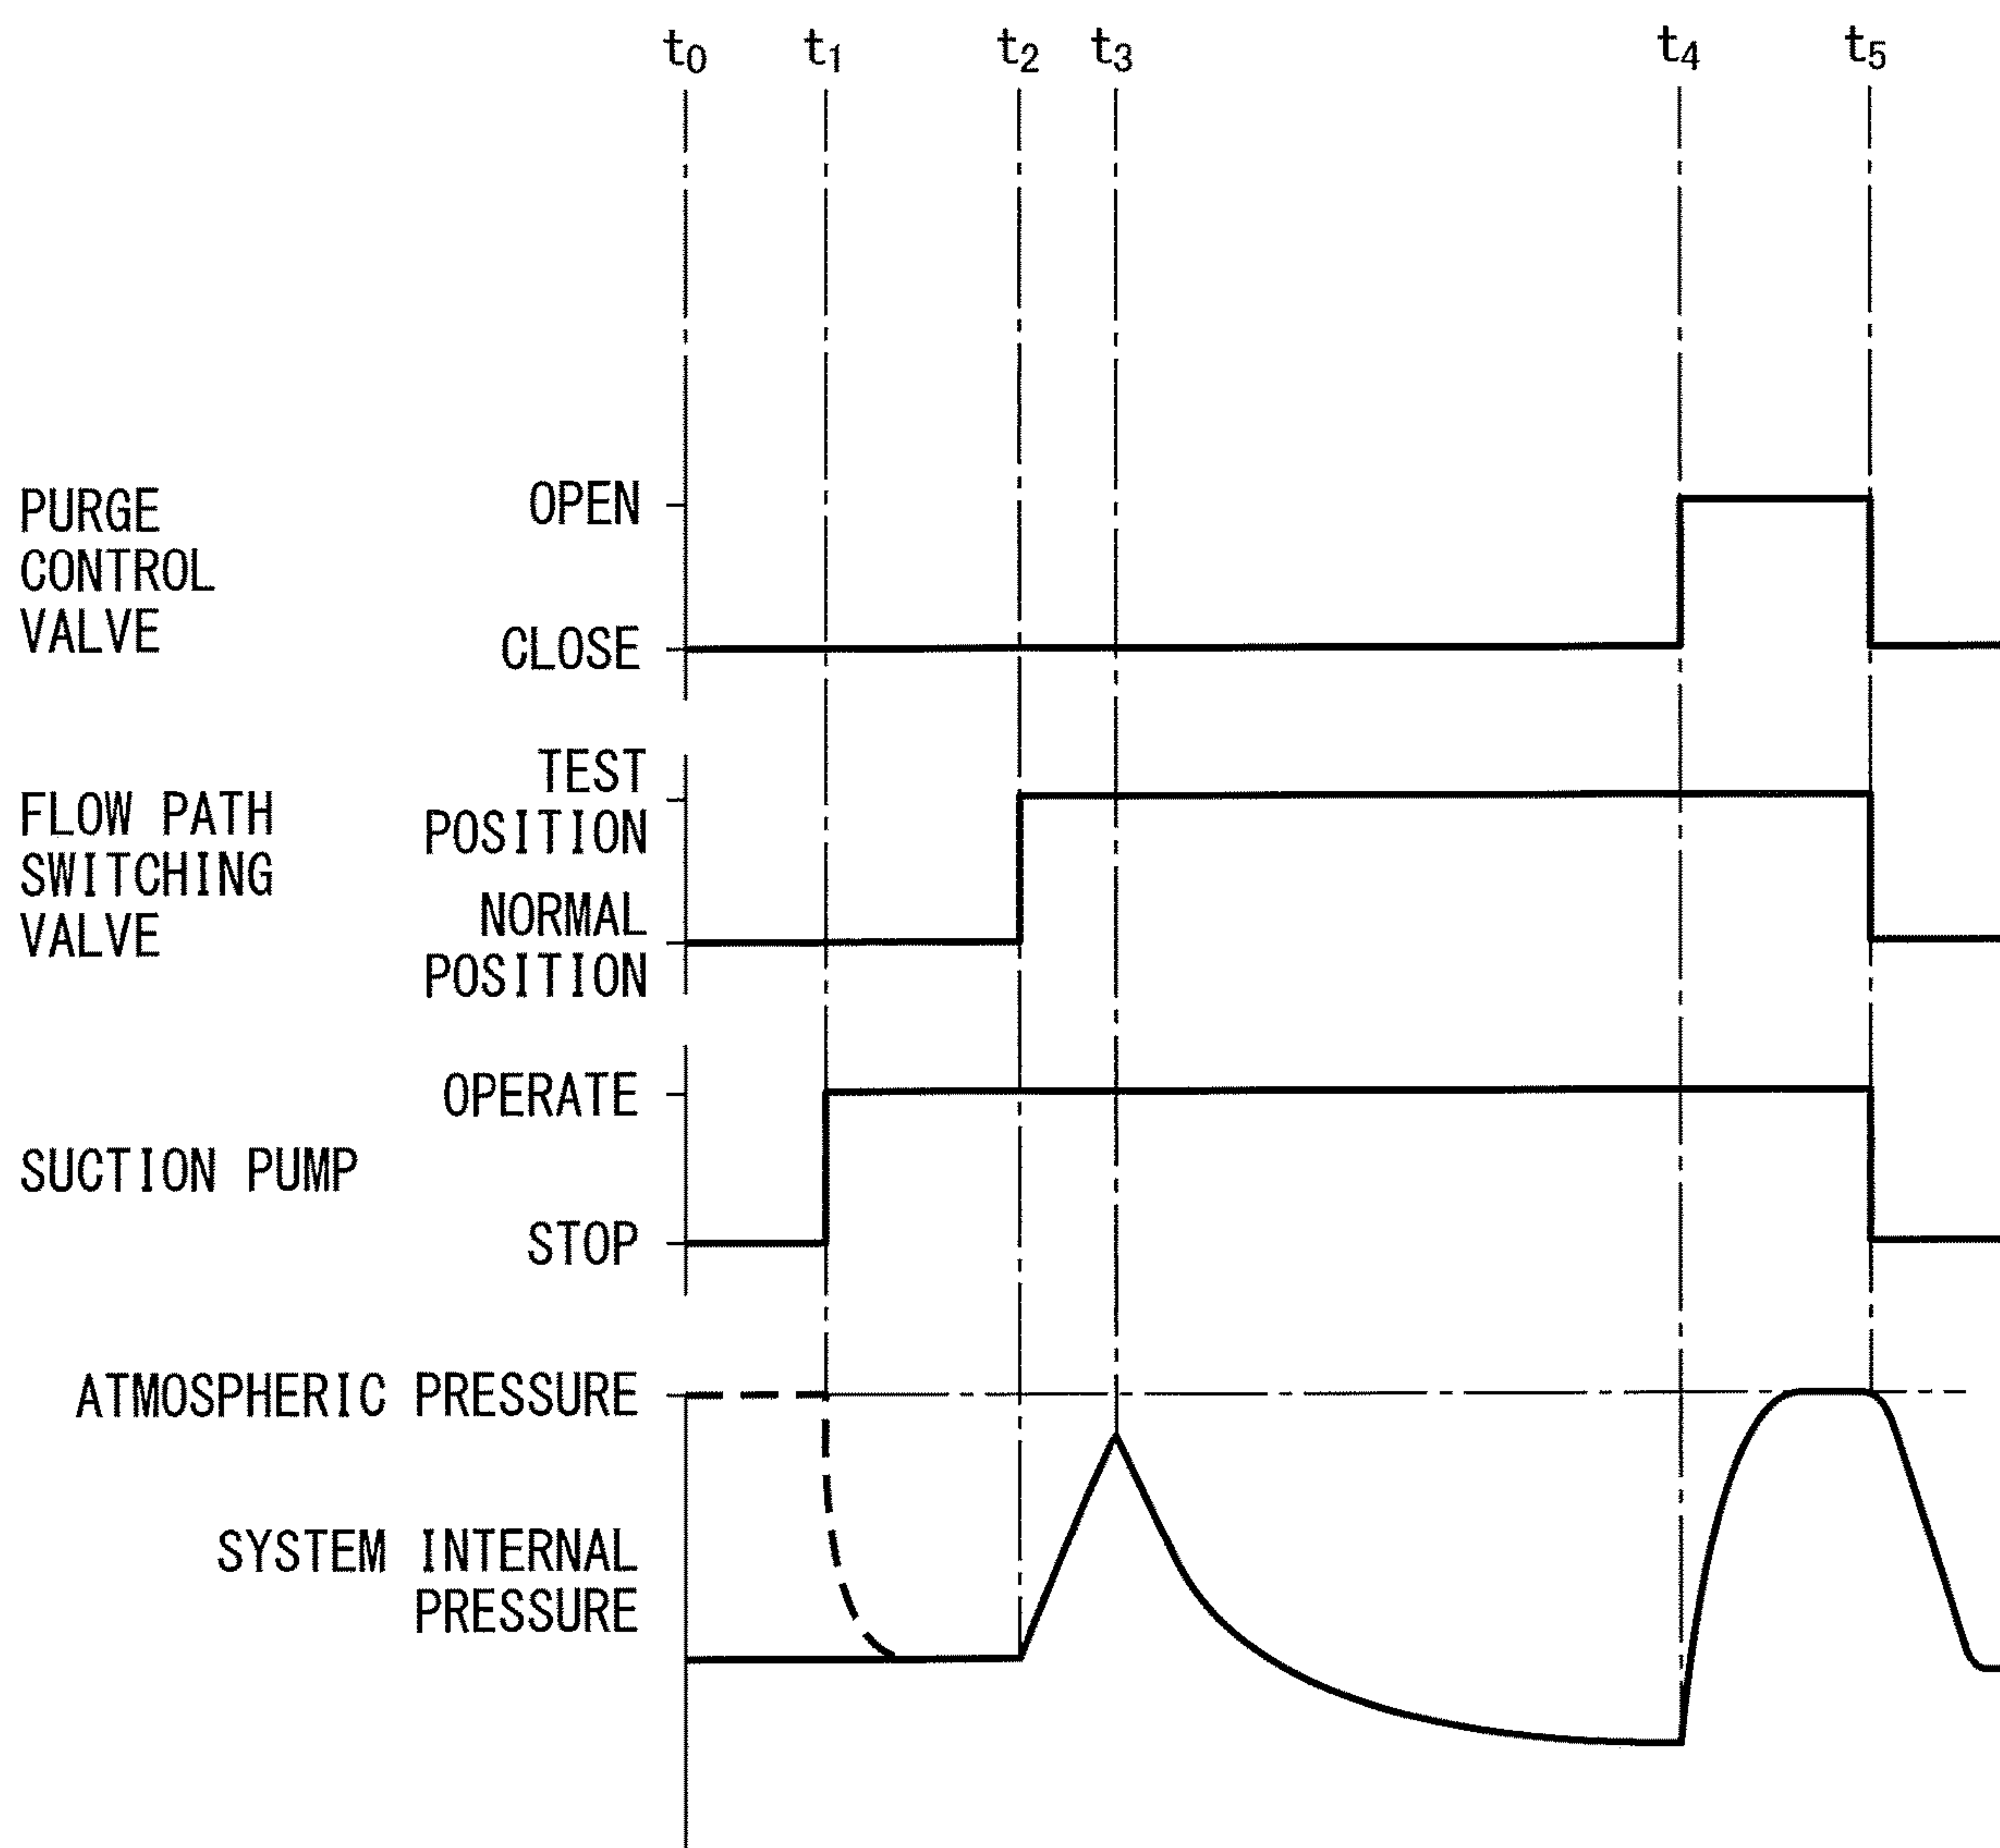 t0 t1 t2 t3 t4 t5
PURGE
CONTROL
VALVE
OPEN
CLOSE
FLOW PATH
SWITCHING
VALVE
TEST
POSITION
NORMAL
POSITION
SUCTION PUMP
OPERATE
STOP
ATMOSPHERIC PRESSURE
SYSTEM INTERNAL
PRESSURE